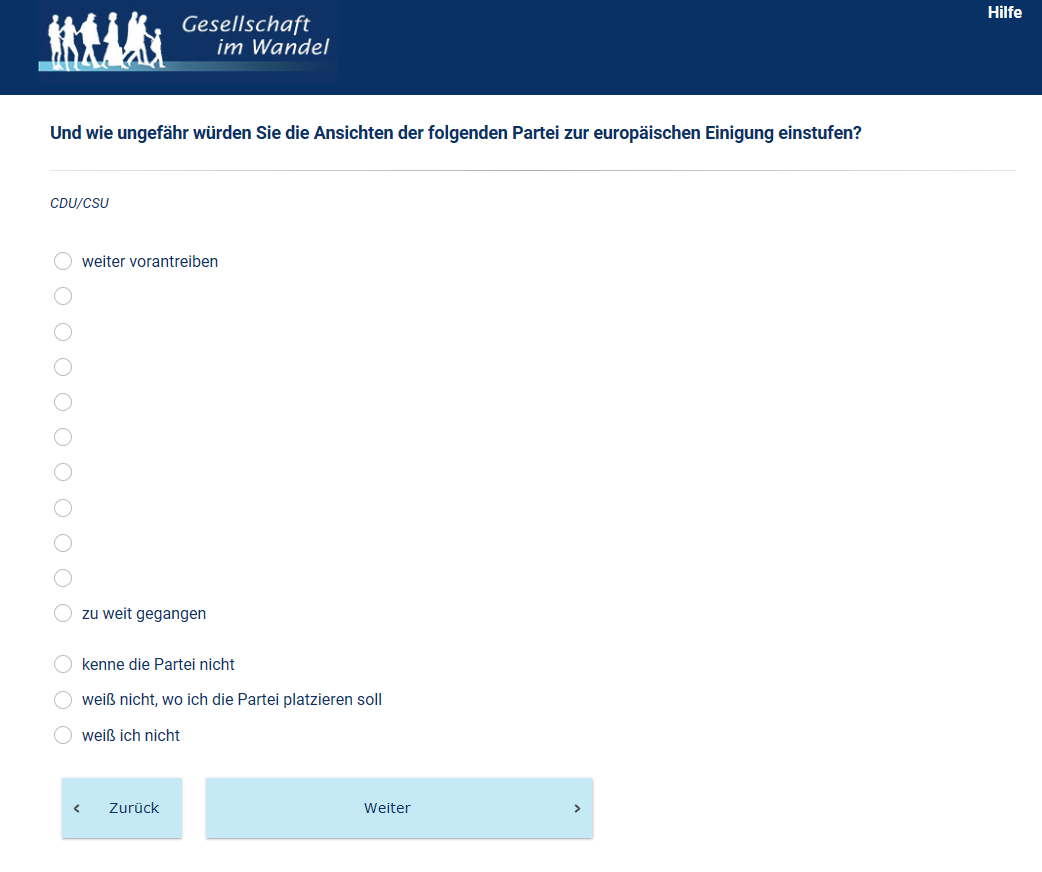 Gesellschaft
im Wandel
Hilfe
Und wie ungefähr würden Sie die Ansichten der folgenden Partei zur europäischen Einigung einstufen?
CDU/CSU
weiter vorantreiben
zu weit gegangen
kenne die Partei nicht
weiß nicht, wo ich die Partei platzieren soll
weiß ich nicht
Zurück
Weiter